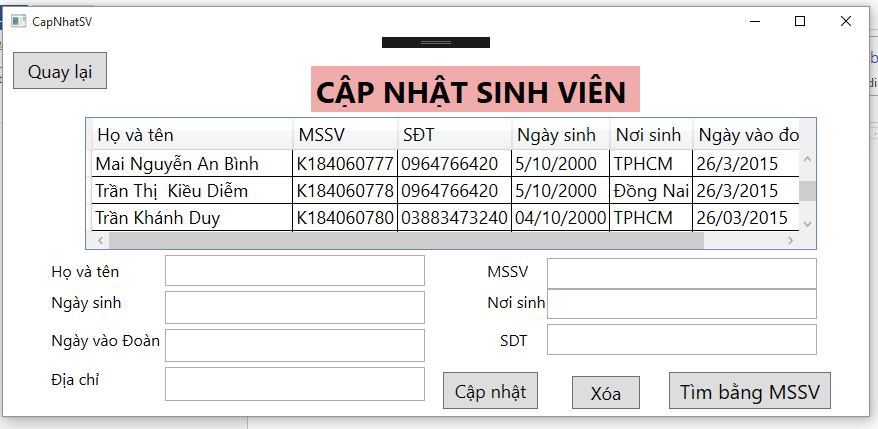 CapNhatSV
Quay lại
CẬP NHẬT SINH VIÊN
Họ và tên MSSV SĐT Ngày sinh Nơi sinh Ngày vào đo
Mai Nguyễn An Bình K184060777 0964766420 5/10/2000 TPHCM 26/3/2015
Trần Thị  Kiều Diễm K184060778 0964766420 5/10/2000 Đồng Nai 26/3/2015
Trần Khánh Duy K184060780 03883473240 04/10/2000 TPHCM 26/03/2015
Họ và tên MSSV
Ngày sinh Nơi sinh
Ngày vào Đoàn SDT
Địa chỉ
Cập nhật Xóa Tìm bằng MSSV